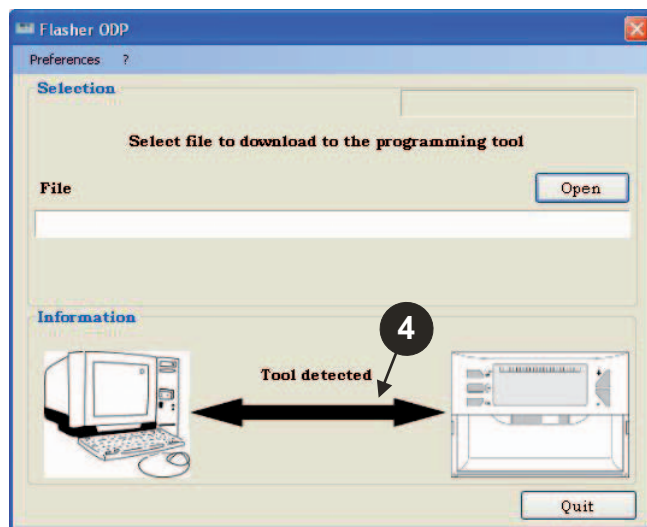 Flasher ODP
Preferences ?
Selection
Select file to download to the programming tool
File
Open
Information
4
Tool detected
Quit